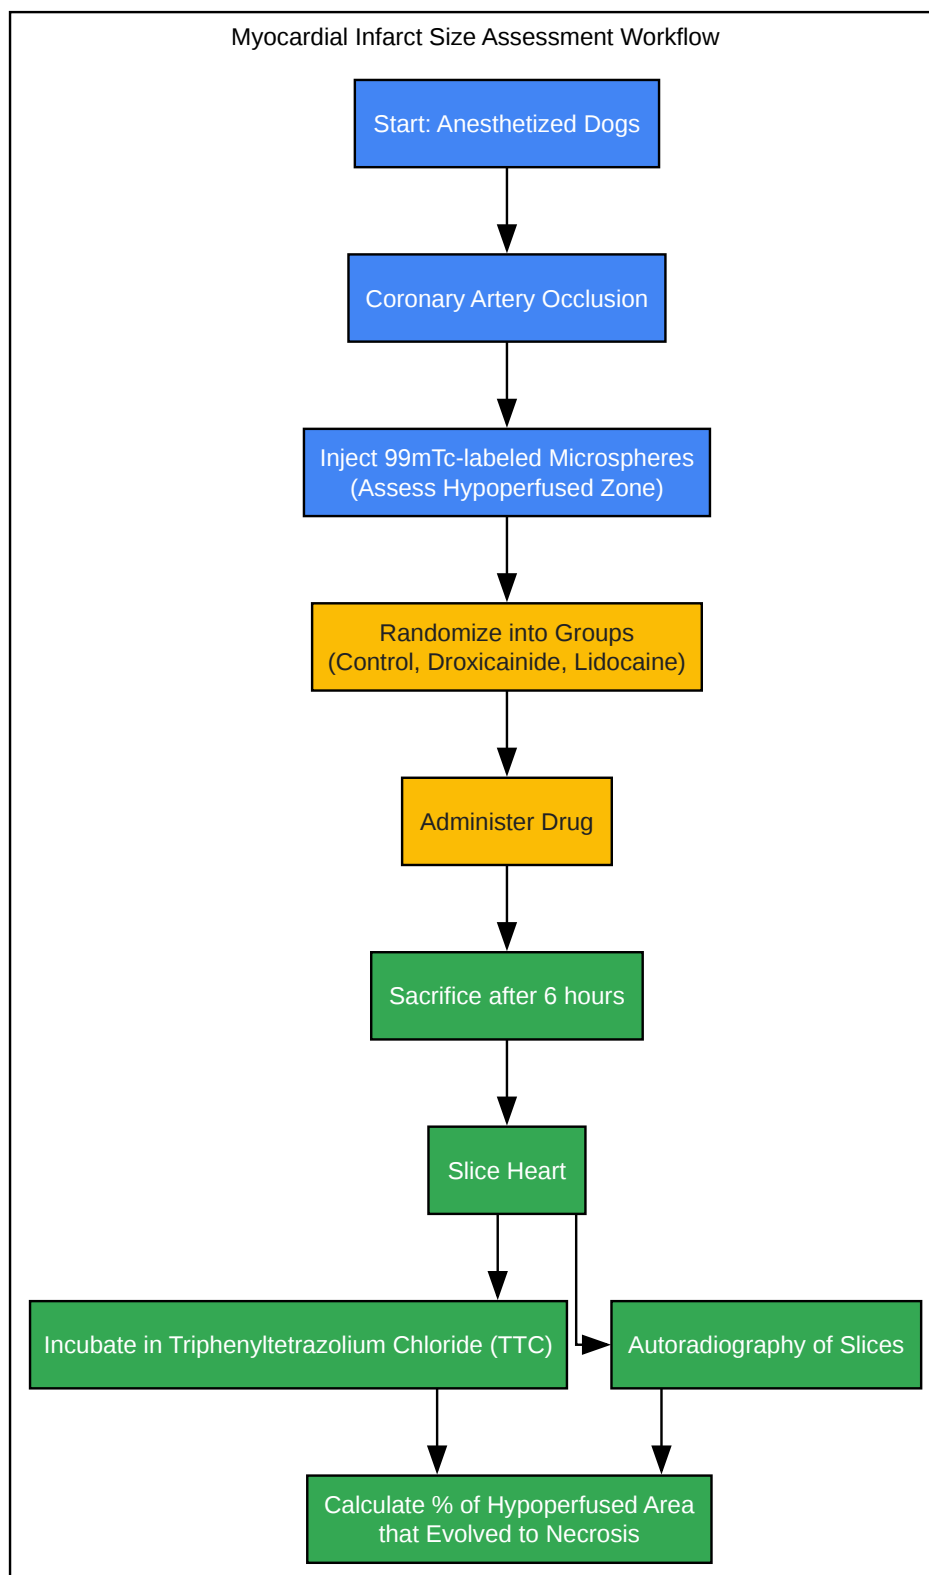 Myocardial Infarct Size Assessment Workflow
Start: Anesthetized Dogs
Coronary Artery Occlusion
Inject 99mTc-labeled Microspheres
(Assess Hypoperfused Zone)
Randomize into Groups
(Control, Droxicainide, Lidocaine)
Administer Drug
Sacrifice after 6 hours
Slice Heart
Incubate in Triphenyltetrazolium Chloride (TTC)
Autoradiography of Slices
Calculate % of Hypoperfused Area
that Evolved to Necrosis